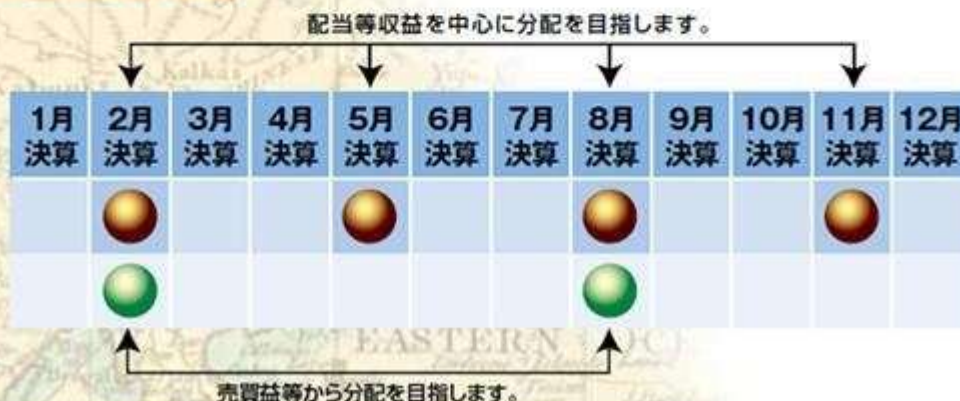 配当等収益を中心に分配を目指します。
Kalka
1月 2月 3月 4月 5月 6月 7月 8月 9月 10月 11月 12月
決算 決算 決算 決算 決算 決算 決算 決算 決算 決算 決算 決算
EASTERN
売買益等から分配を目指します。